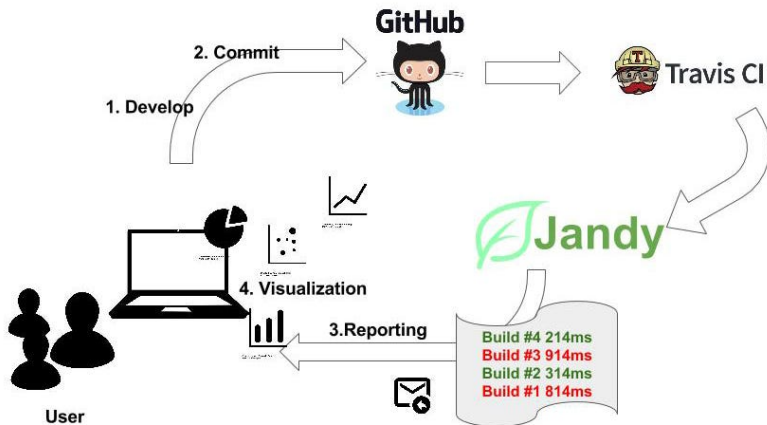 GitHub
2. Commit
1. Develop
T
Travis CI
Jandy
4. Visualization
3.Reporting
Build #4 214ms
Build #3 914ms
Build #2 314ms
Build #1 814ms
User